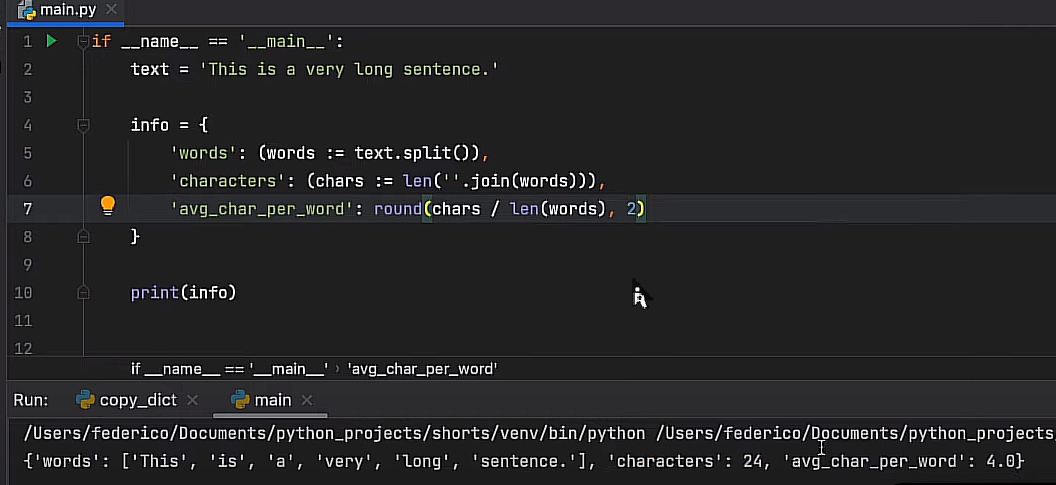 main.py
1 if __name__ == '__main__':
2 text = 'This is a very long sentence.'
3
4 info = {
5 'words': (words := text.split()),
6 'characters': (chars := len(''.join(words))),
7 'avg_char_per_word': round(chars / len(words), 2)
8 }
9
10 print(info)
11
12
if __name__ == '__main__' › 'avg_char_per_word'
Run: copy_dict main
/Users/federico/Documents/python_projects/shorts/venv/bin/python /Users/federico/Documents/python_projects
{'words': ['This', 'is', 'a', 'very', 'long', 'sentence.'], 'characters': 24, 'avg_char_per_word': 4.0}